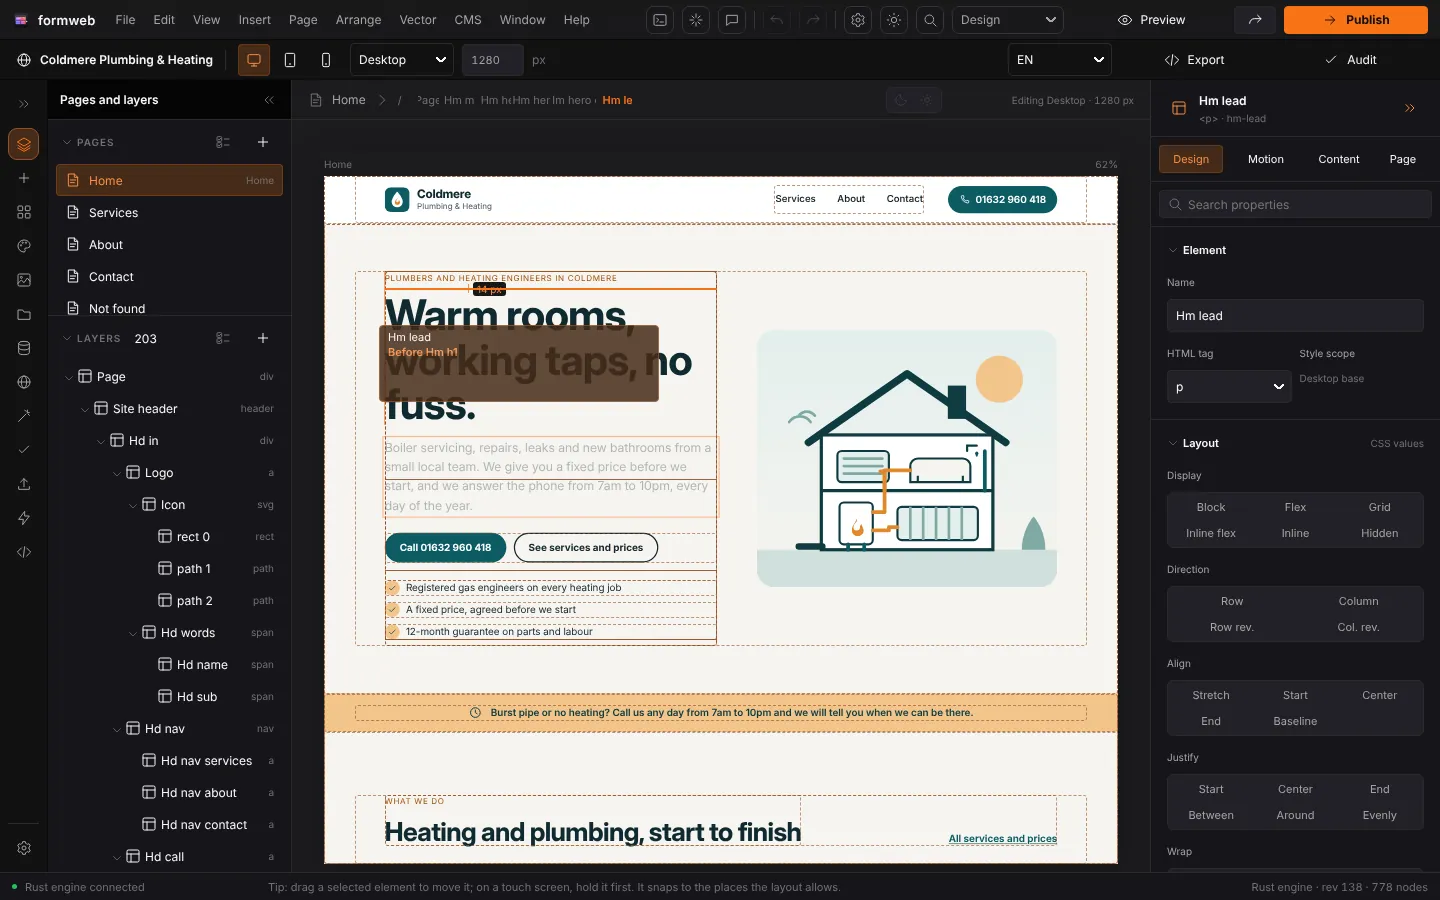 formweb File Edit View Insert Page Arrange Vector CMS Window Help Design Preview Publish
Coldmere Plumbing & Heating Desktop 1280 px EN Export Audit
Pages and layers
PAGES
Home Home
Services
About
Contact
Not found
LAYERS 203
Page div
Site header header
Hd in div
Logo a
Icon svg
rect 0 rect
path 1 path
path 2 path
Hd words span
Hd name span
Hd sub span
Hd nav nav
Hd nav services a
Hd nav about a
Hd nav contact a
Hd call a
Home / Hm le
Editing Desktop · 1280 px
Home 62%
Coldmere
Plumbing & Heating
Services About Contact 01632 960 418
PLUMBERS AND HEATING ENGINEERS IN COLDMERE
14 px
Warm rooms,
working taps, no
fuss.
Hm lead
Before Hm h1
Boiler servicing, repairs, leaks and new bathrooms from a
small local team. We give you a fixed price before we
start, and we answer the phone from 7am to 10pm, every
day of the year.
Call 01632 960 418 See services and prices
Registered gas engineers on every heating job
A fixed price, agreed before we start
12-month guarantee on parts and labour
Burst pipe or no heating? Call us any day from 7am to 10pm and we will tell you when we can be there.
WHAT WE DO
Heating and plumbing, start to finish
All services and prices
Hm lead
<p> · hm-lead
Design Motion Content Page
Search properties
Element
Name
Hm lead
HTML tag Style scope
p Desktop base
Layout CSS values
Display
Block Flex Grid
Inline flex Inline Hidden
Direction
Row Column
Row rev. Col. rev.
Align
Stretch Start Center
End Baseline
Justify
Start Center End
Between Around Evenly
Wrap
Rust engine connected
Tip: drag a selected element to move it; on a touch screen, hold it first. It snaps to the places the layout allows.
Rust engine · rev 138 · 778 nodes